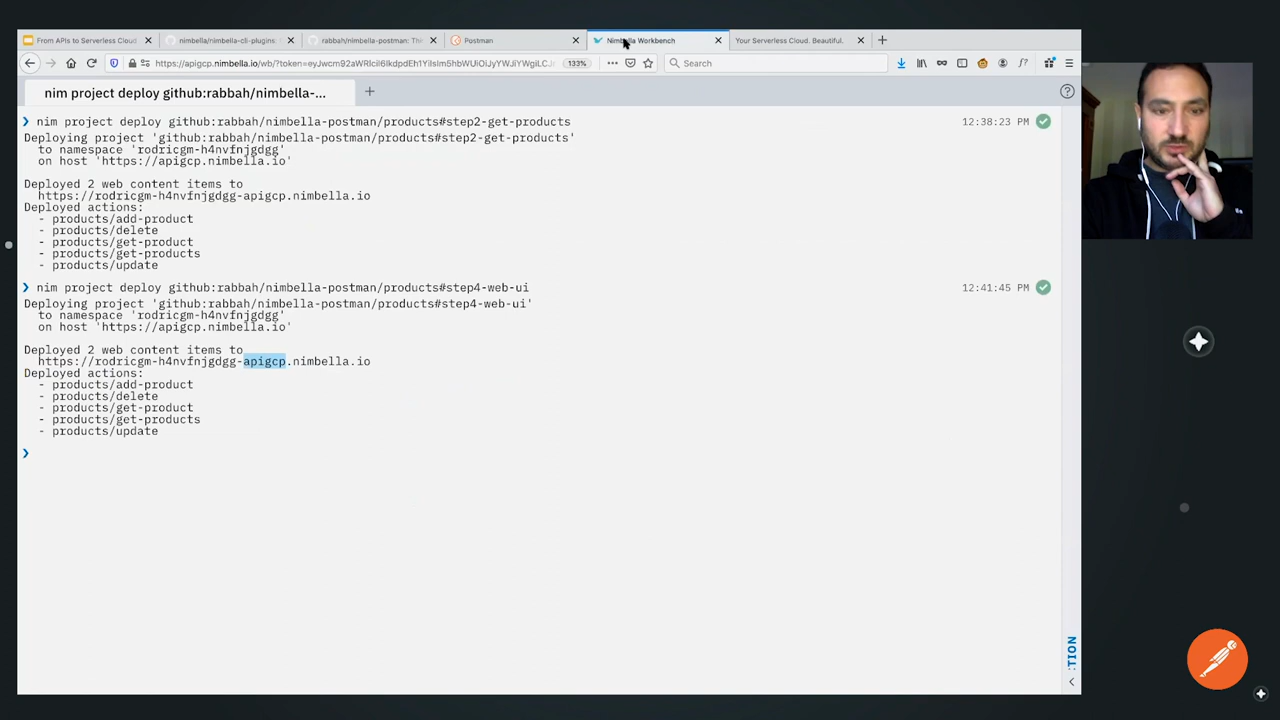 From APIs to Serverless Cloud
nimbella/nimbella-cli-plugins:
rabbah/nimbella-postman: Thi
Postman
Nimbella Workbench
Your Serverless Cloud. Beautiful.
133%
Search
nim project deploy github:rabbah/nimbella-...
❯ nim project deploy github:rabbah/nimbella-postman/products#step2-get-products 12:38:23 PM
Deploying project 'github:rabbah/nimbella-postman/products#step2-get-products'
to namespace 'rodricgm-h4nvfnjgdgg'
on host 'https://apigcp.nimbella.io'
Deployed 2 web content items to
https://rodricgm-h4nvfnjgdgg-apigcp.nimbella.io
Deployed actions:
- products/add-product
- products/delete
- products/get-product
- products/get-products
- products/update
❯ nim project deploy github:rabbah/nimbella-postman/products#step4-web-ui 12:41:45 PM
Deploying project 'github:rabbah/nimbella-postman/products#step4-web-ui'
to namespace 'rodricgm-h4nvfnjgdgg'
on host 'https://apigcp.nimbella.io'
Deployed 2 web content items to
https://rodricgm-h4nvfnjgdgg-apigcp.nimbella.io
Deployed actions:
- products/add-product
- products/delete
- products/get-product
- products/get-products
- products/update
❯
TION